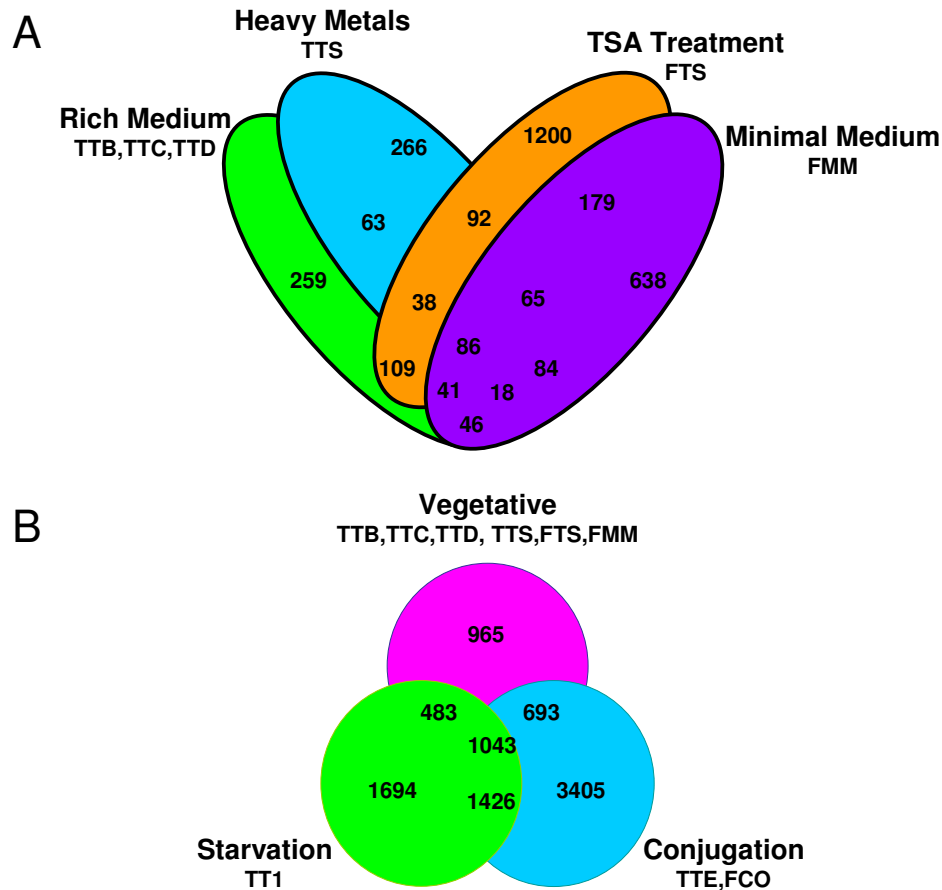 A
Heavy Metals
TTS
TSA Treatment
FTS
Rich Medium
TTB,TTC,TTD
Minimal Medium
FMM
266
1200
63
92
179
259
38
65
638
86
109
84
41
18
46
B
Vegetative
TTB,TTC,TTD, TTS,FTS,FMM
965
483
693
1043
1694
1426
3405
Starvation
TT1
Conjugation
TTE,FCO